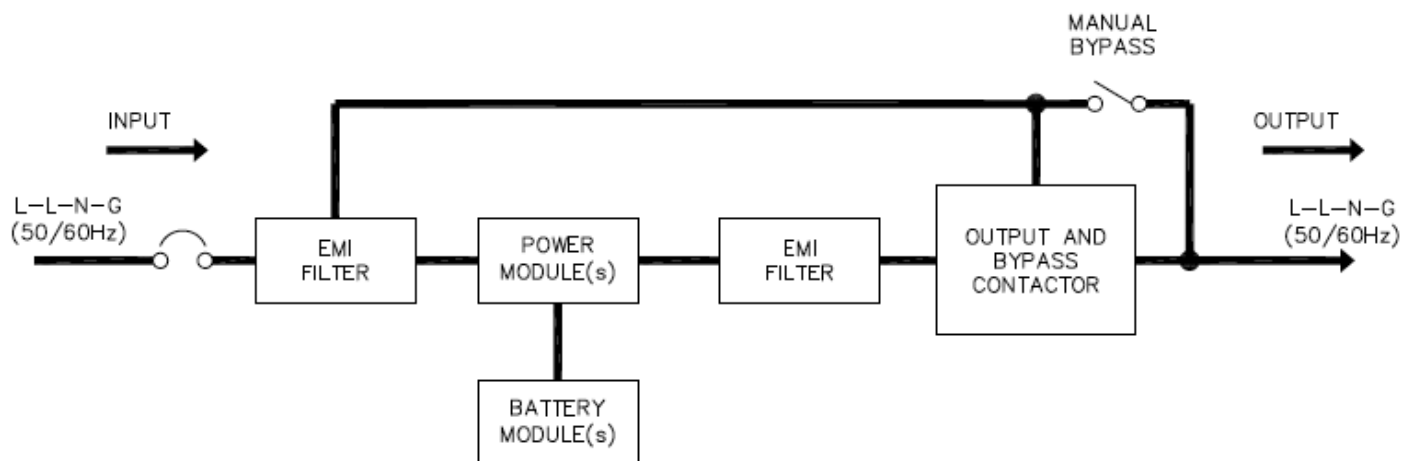 MANUAL
BYPASS
INPUT
OUTPUT
L-L-N-G
(50/60Hz)
EMI
FILTER
POWER
MODULE(s)
EMI
FILTER
OUTPUT AND
BYPASS
CONTACTOR
L-L-N-G
(50/60Hz)
BATTERY
MODULE(s)